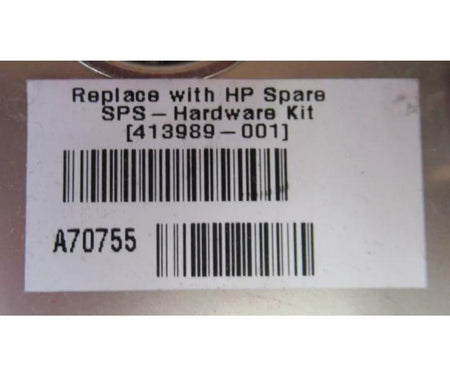 Replace with HP Spare
SPS-Hardware Kit
[413989-001]
A70755